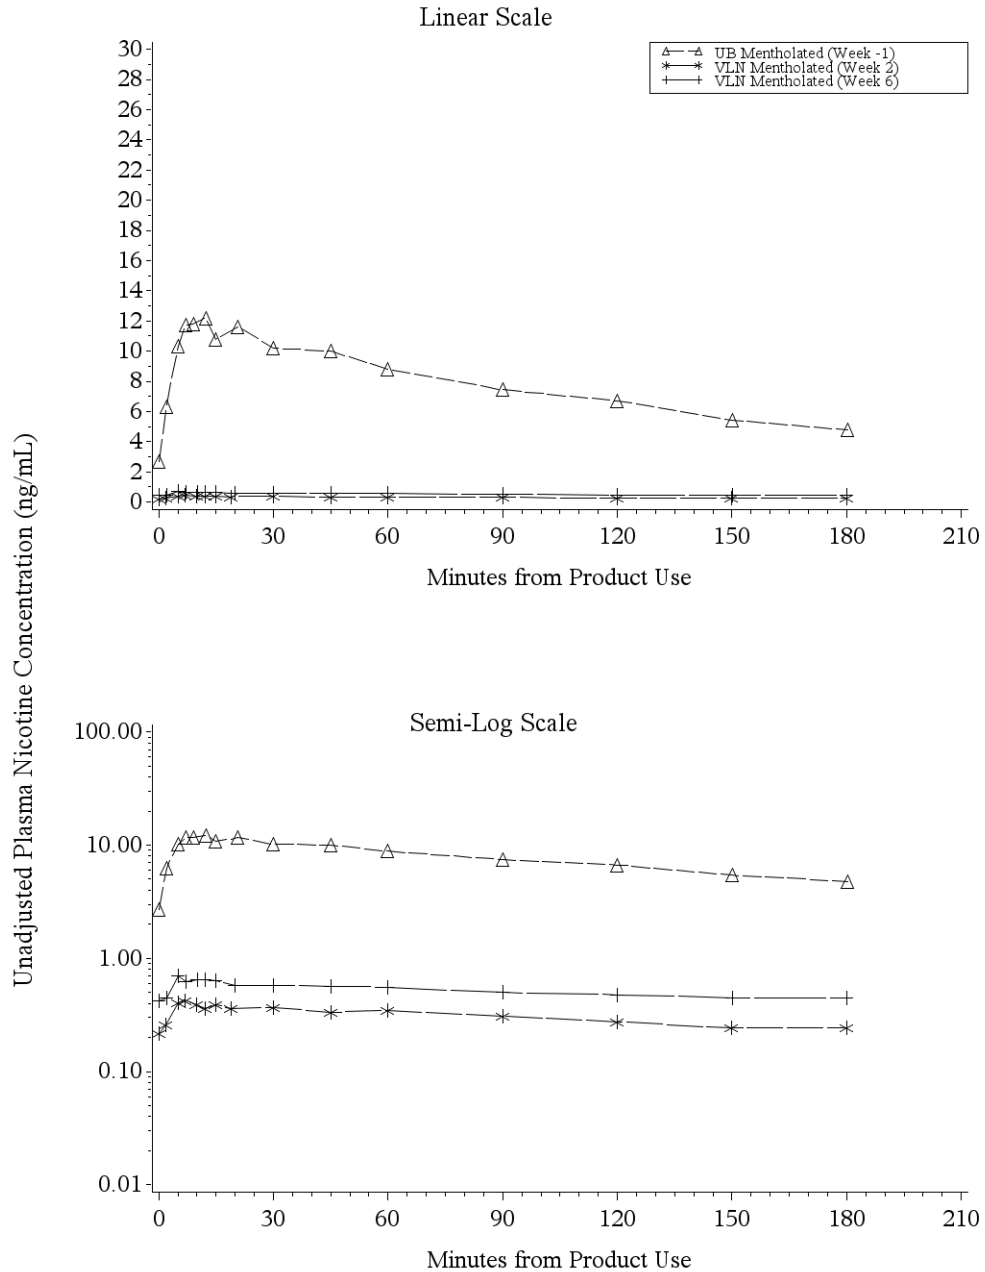 Linear Scale
30
28
26
24
22
20
18
16
14
12
10
8
6
4
2
0
UB Mentholated (Week -1)
VLN Mentholated (Week 2)
VLN Mentholated (Week 6)
0 30 60 90 120 150 180 210
Minutes from Product Use
Unadjusted Plasma Nicotine Concentration (ng/mL)
Semi-Log Scale
100.00
10.00
1.00
0.10
0.01
0 30 60 90 120 150 180 210
Minutes from Product Use